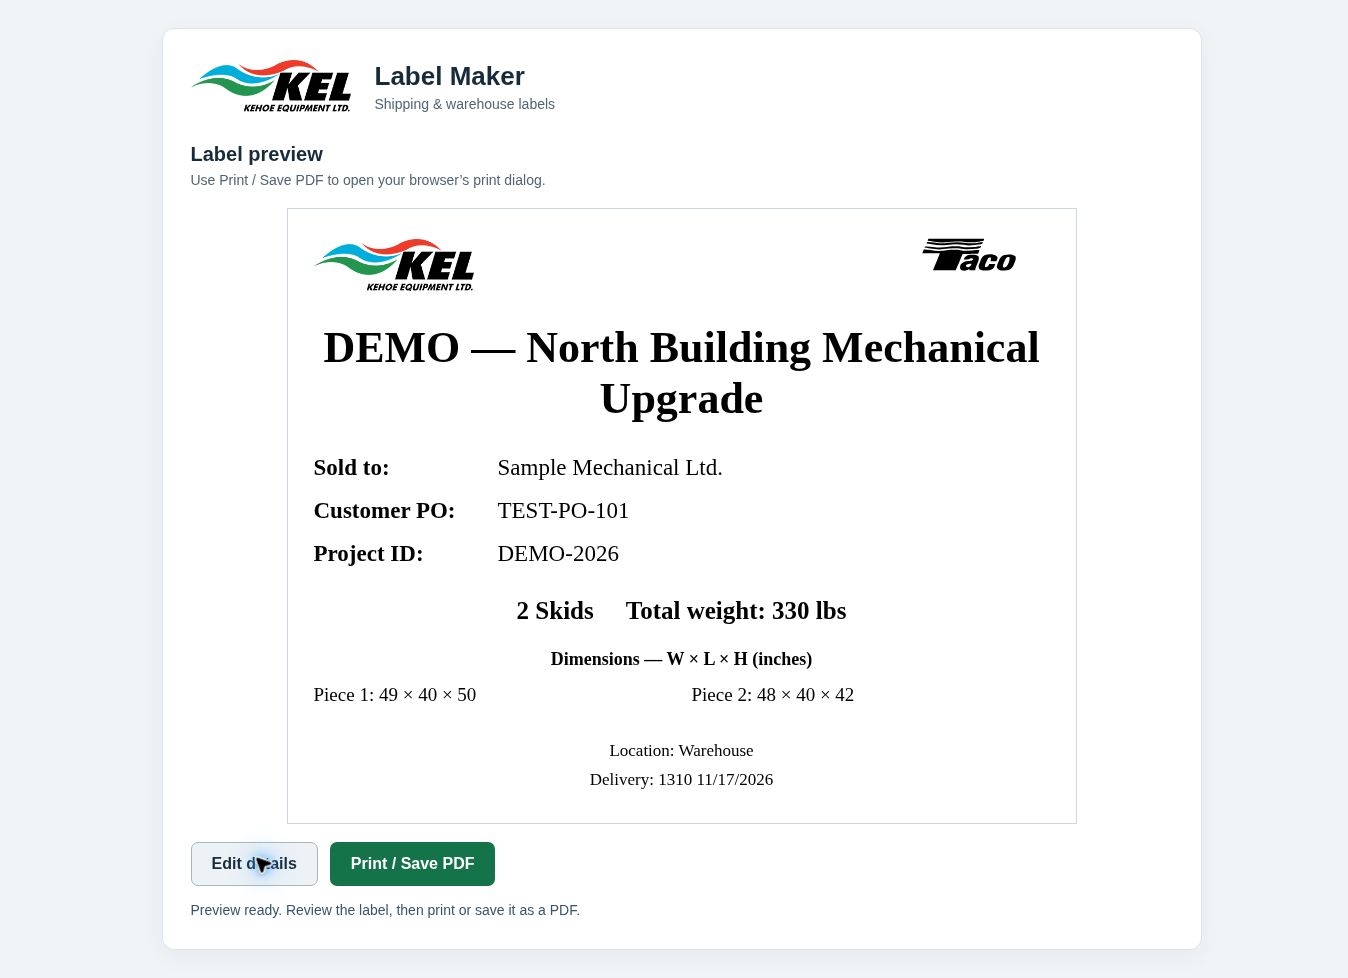 KEL
KEHOE EQUIPMENT LTD.
Label Maker
Shipping & warehouse labels
Label preview
Use Print / Save PDF to open your browser’s print dialog.
KEL
KEHOE EQUIPMENT LTD.
Taco
DEMO — North Building Mechanical
Upgrade
Sold to: Sample Mechanical Ltd.
Customer PO: TEST-PO-101
Project ID: DEMO-2026
2 Skids Total weight: 330 lbs
Dimensions — W × L × H (inches)
Piece 1: 49 × 40 × 50 Piece 2: 48 × 40 × 42
Location: Warehouse
Delivery: 1310 11/17/2026
Edit details Print / Save PDF
Preview ready. Review the label, then print or save it as a PDF.